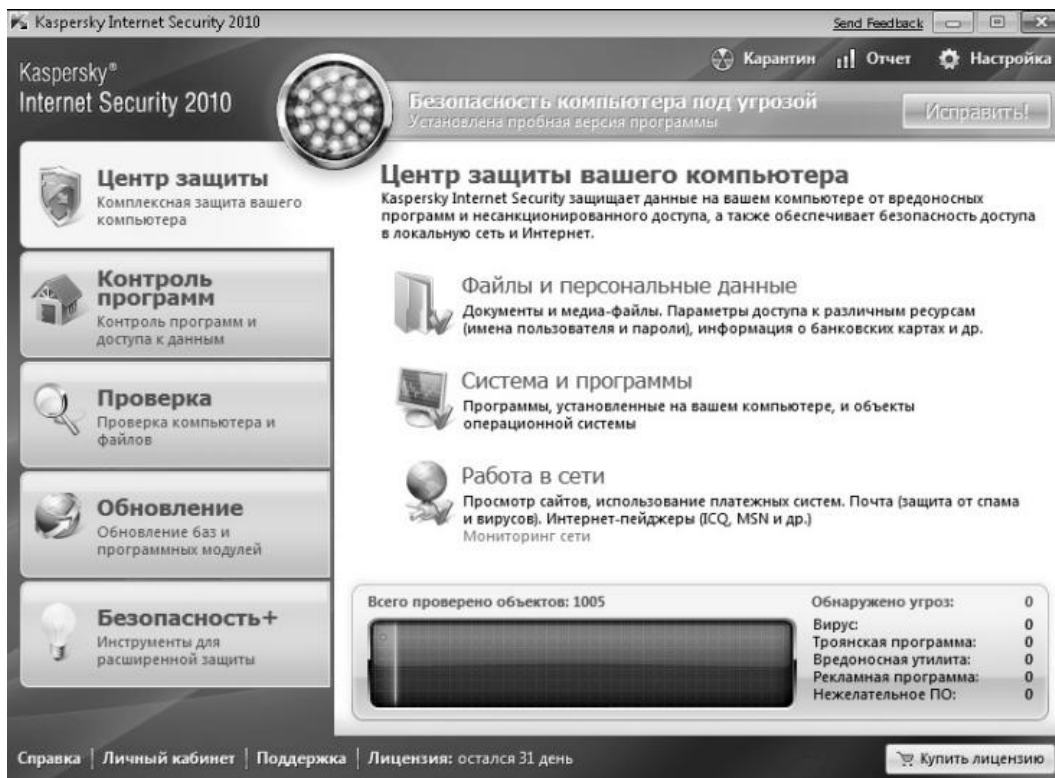 Kaspersky Internet Security 2010
Send Feedback
Kaspersky®
Internet Security 2010
Карантин
Отчет
Настройка
Безопасность компьютера под угрозой
Установлена пробная версия программы
Исправить!
Центр защиты
Комплексная защита вашего
компьютера
Контроль
программ
Контроль программ и
доступа к данным
Проверка
Проверка компьютера и
файлов
Обновление
Обновление баз и
программных модулей
Безопасность+
Инструменты для
расширенной защиты
Центр защиты вашего компьютера
Kaspersky Internet Security защищает данные на вашем компьютере от вредоносных
программ и несанкционированного доступа, а также обеспечивает безопасность доступа
в локальную сеть и Интернет.
Файлы и персональные данные
Документы и медиа-файлы. Параметры доступа к различным ресурсам
(имена пользователя и пароли), информация о банковских картах и др.
Система и программы
Программы, установленные на вашем компьютере, и объекты
операционной системы
Работа в сети
Просмотр сайтов, использование платежных систем. Почта (защита от спама
и вирусов). Интернет-пейджеры (ICQ, MSN и др.)
Мониторинг сети
Всего проверено объектов: 1005
Обнаружено угроз: 0
Вирус: 0
Троянская программа: 0
Вредоносная утилита: 0
Рекламная программа: 0
Нежелательное ПО: 0
Справка | Личный кабинет | Поддержка | Лицензия: остался 31 день
Купить лицензию